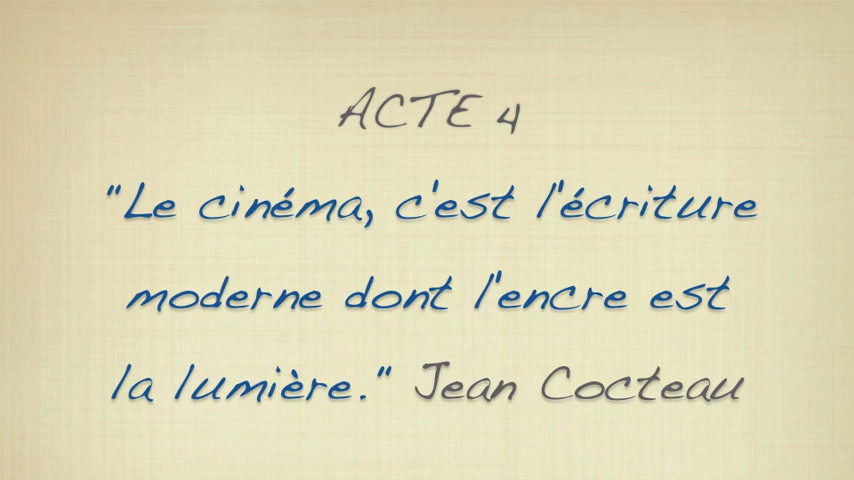 ACTE 4
"Le cinéma, c'est l'écriture
moderne dont l'encre est
la lumière." Jean Cocteau